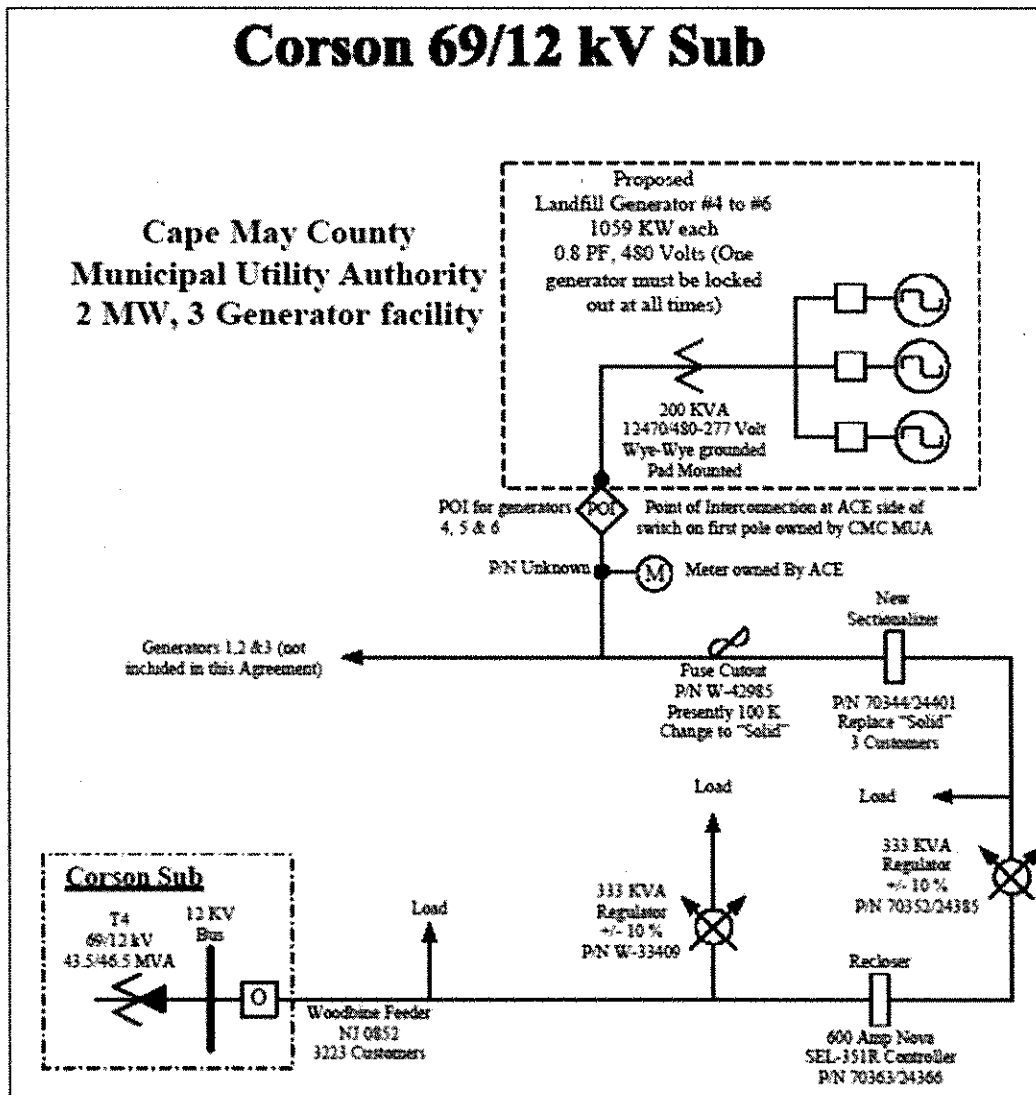 Corson 69/12 kV Sub
Cape May County
Municipal Utility Authority
2 MW, 3 Generator facility
Proposed
Landfill Generator #4 to #6
1059 KW each
0.8 PF, 480 Volts (One
generator must be locked
out at all times)
200 KVA
12470/480-277 Volt
Wye-Wye grounded
Pad Mounted
POI for generators
4, 5 & 6
POI
Point of Interconnection at ACE side of
switch on first pole owned by CMC MUA
P/N Unknown
M
Meter owned By ACE
Generators 1,2 &3 (not
included in this Agreement)
Fuse Cutout
P/N W-42985
Presently 100 K
Change to "Solid"
New
Sectionalizer
P/N 70344/24401
Replace "Solid"
3 Customers
Load
Load
333 KVA
Regulator
+/- 10 %
P/N 70352/24385
Corson Sub
T4
69/12 kV
43.5/46.5 MVA
12 KV
Bus
O
Load
333 KVA
Regulator
+/- 10 %
P/N W-33409
Woodbine Feeder
NJ 0852
3223 Customers
Recloser
600 Amp Nova
SEL-351R Controller
P/N 70363/24366